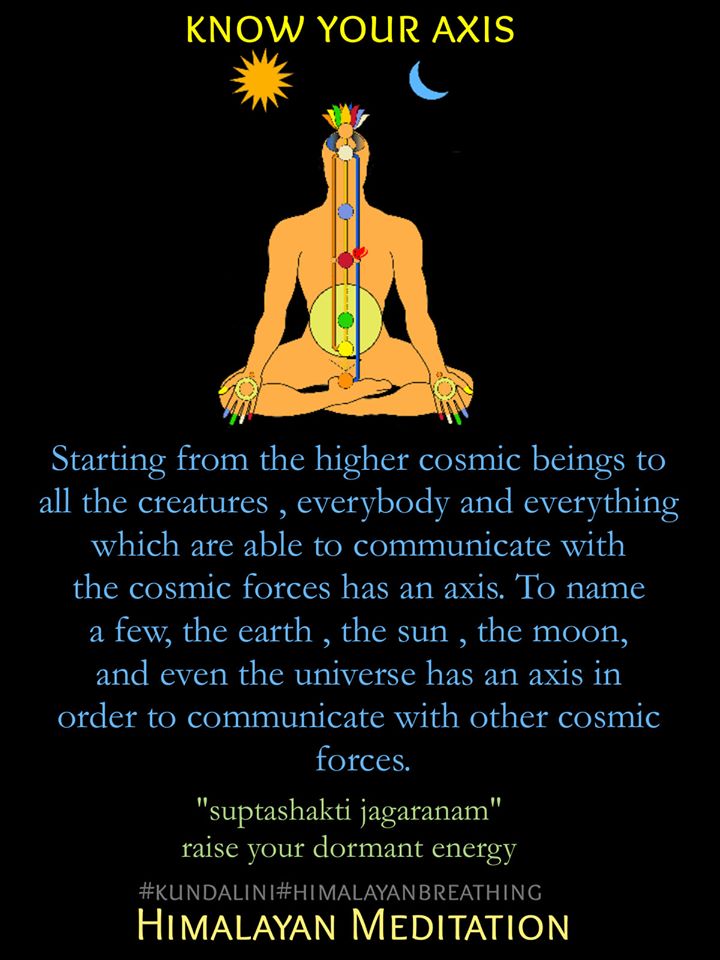 KNOW YOUR AXIS
Starting from the higher cosmic beings to
all the creatures , everybody and everything
which are able to communicate with
the cosmic forces has an axis. To name
a few, the earth , the sun , the moon,
and even the universe has an axis in
order to communicate with other cosmic
forces.
"suptashakti jagaranam"
raise your dormant energy
#KUNDALINI#HIMALAYANBREATHING
HIMALAYAN MEDITATION